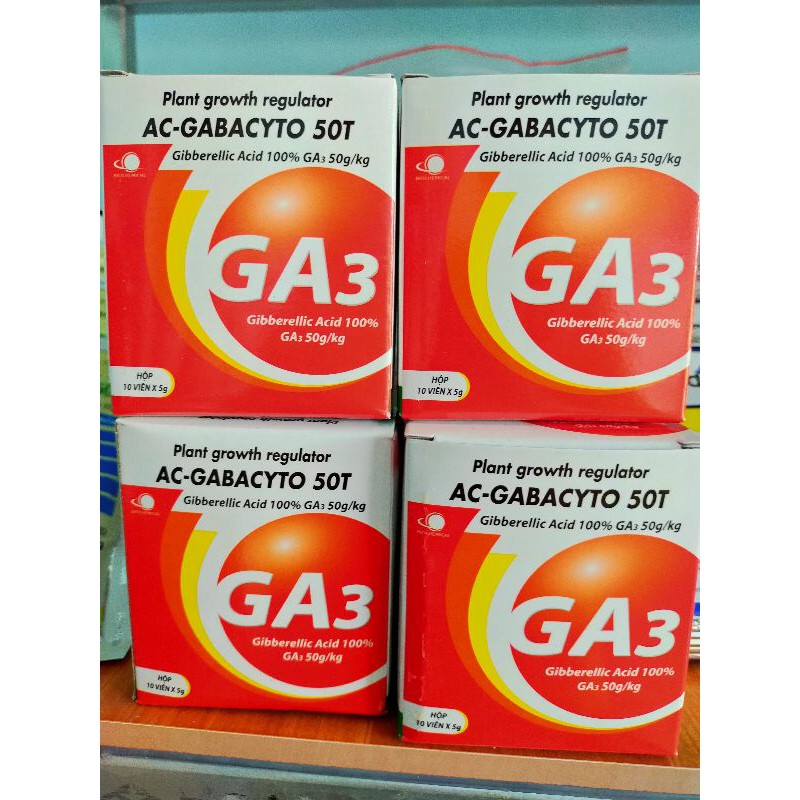 Plant growth regulator
AC-GABACYTO 50T
Gibberellic Acid 100% GA₃ 50g/kg
GA3
Gibberellic Acid 100%
GA₃ 50g/kg
HỘP
10 VIÊN X 5g
Plant growth regulator
AC-GABACYTO 50T
Gibberellic Acid 100% GA₃ 50g/kg
GA3
Gibberellic Acid 100%
GA₃ 50g/kg
HỘP
10 VIÊN X 5g
Plant growth regulator
Plant growth regulator
AC-GABACYTO 50T
Gibberellic Acid 100% GA₃ 50g/kg
GA3
Gibberellic Acid 100%
GA₃ 50g/kg
HỘP
10 VIÊN X 5g
Plant growth regulator
AC-GABACYTO 50T
Gibberellic Acid 100% GA₃ 50g/kg
GA3
Gibberellic Acid 100%
GA₃ 50g/kg
HỘP
10 VIÊN X 5g